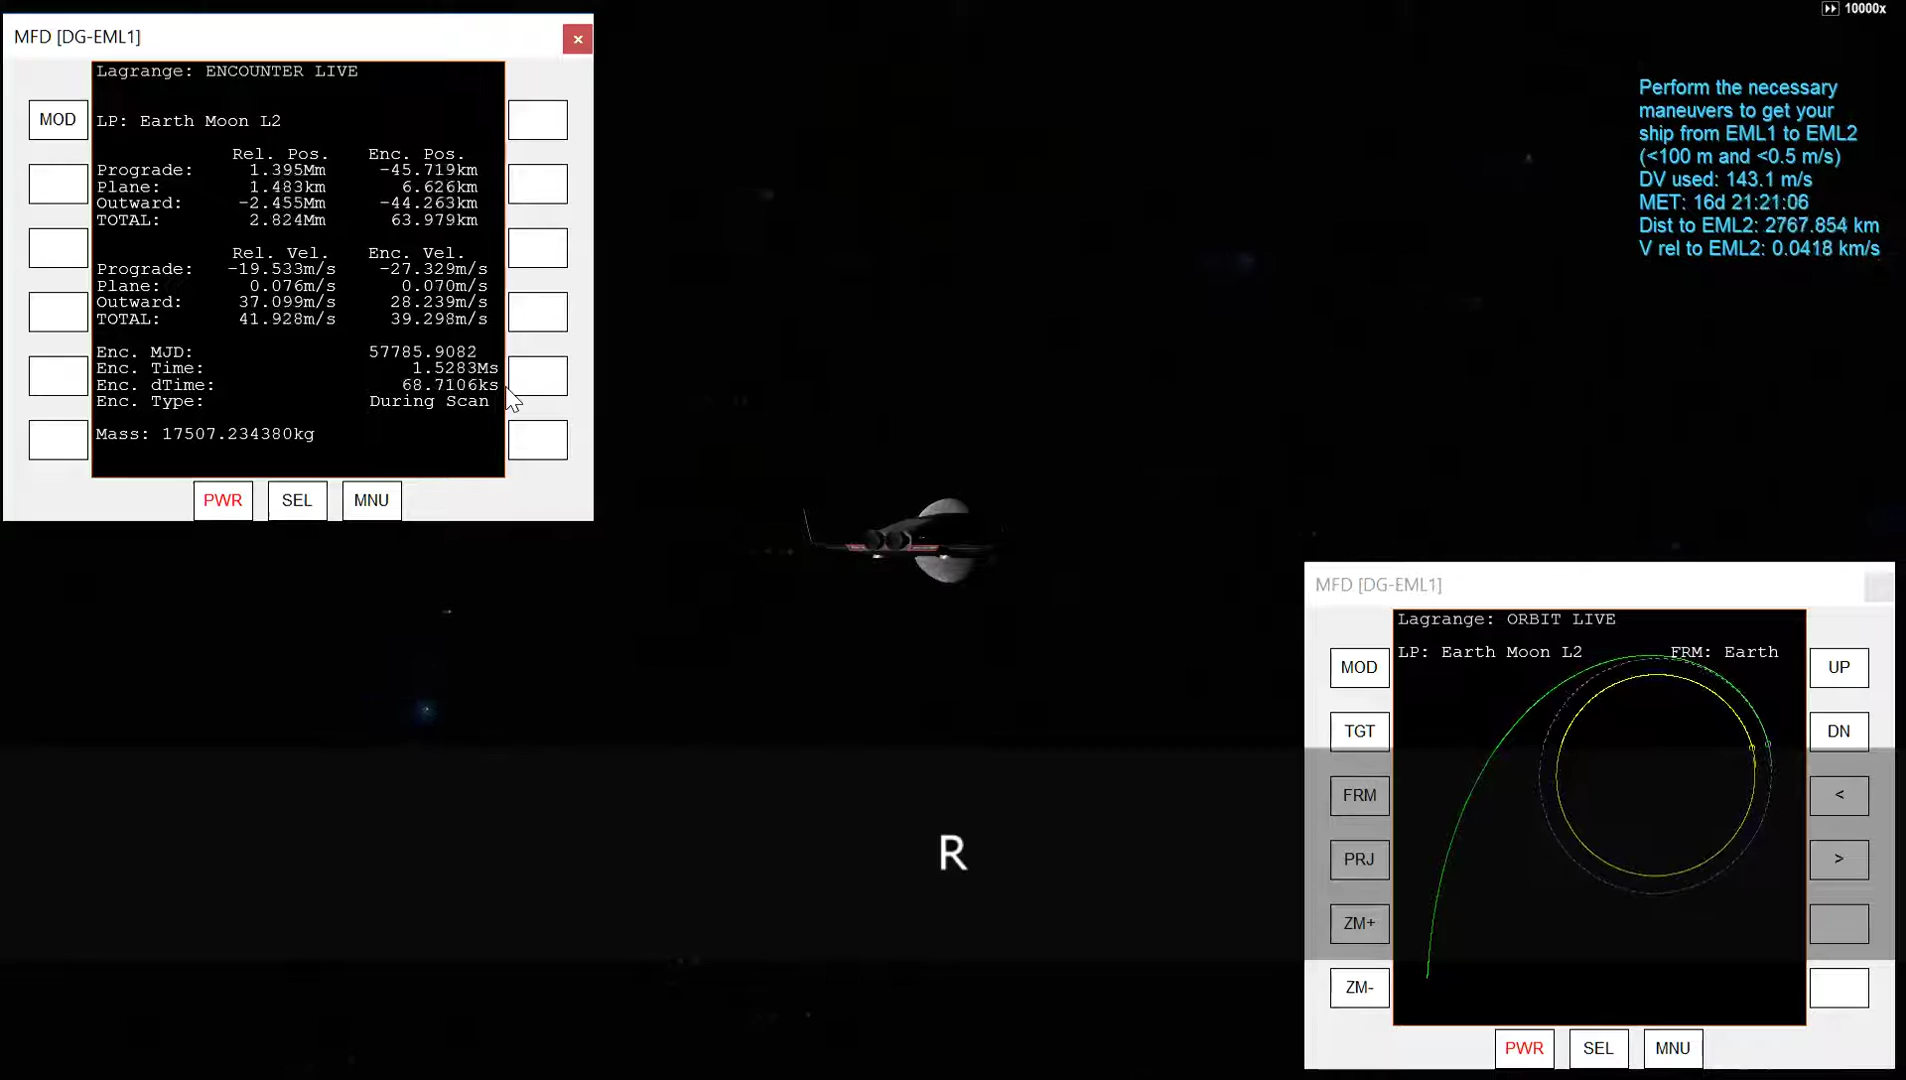 10000x
MFD [DG-EML1]
×
Lagrange: ENCOUNTER LIVE
MOD
LP: Earth Moon L2
Rel. Pos. Enc. Pos.
Prograde: 1.395Mm -45.719km
Plane: 1.483km 6.626km
Outward: -2.455Mm -44.263km
TOTAL: 2.824Mm 63.979km
Rel. Vel. Enc. Vel.
Prograde: -19.533m/s -27.329m/s
Plane: 0.076m/s 0.070m/s
Outward: 37.099m/s 28.239m/s
TOTAL: 41.928m/s 39.298m/s
Enc. MJD: 57785.9082
Enc. Time: 1.5283Ms
Enc. dTime: 68.7106ks
Enc. Type: During Scan
Mass: 17507.234380kg
PWR SEL MNU
Perform the necessary
maneuvers to get your
ship from EML1 to EML2
(<100 m and <0.5 m/s)
DV used: 143.1 m/s
MET: 16d 21:21:06
Dist to EML2: 2767.854 km
V rel to EML2: 0.0418 km/s
R
MFD [DG-EML1]
Lagrange: ORBIT LIVE
LP: Earth Moon L2 FRM: Earth
MOD UP
TGT DN
FRM <
PRJ >
ZM+
ZM-
PWR SEL MNU